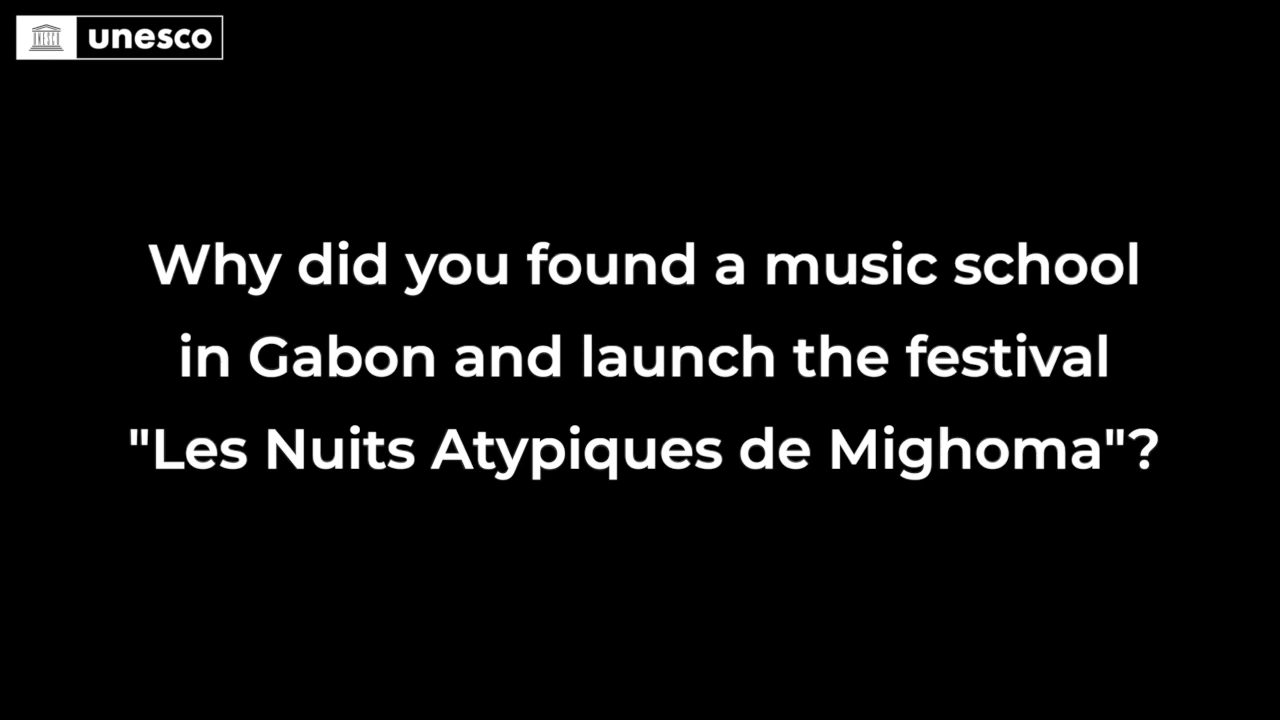 unesco
Why did you found a music school
in Gabon and launch the festival
"Les Nuits Atypiques de Mighoma"?